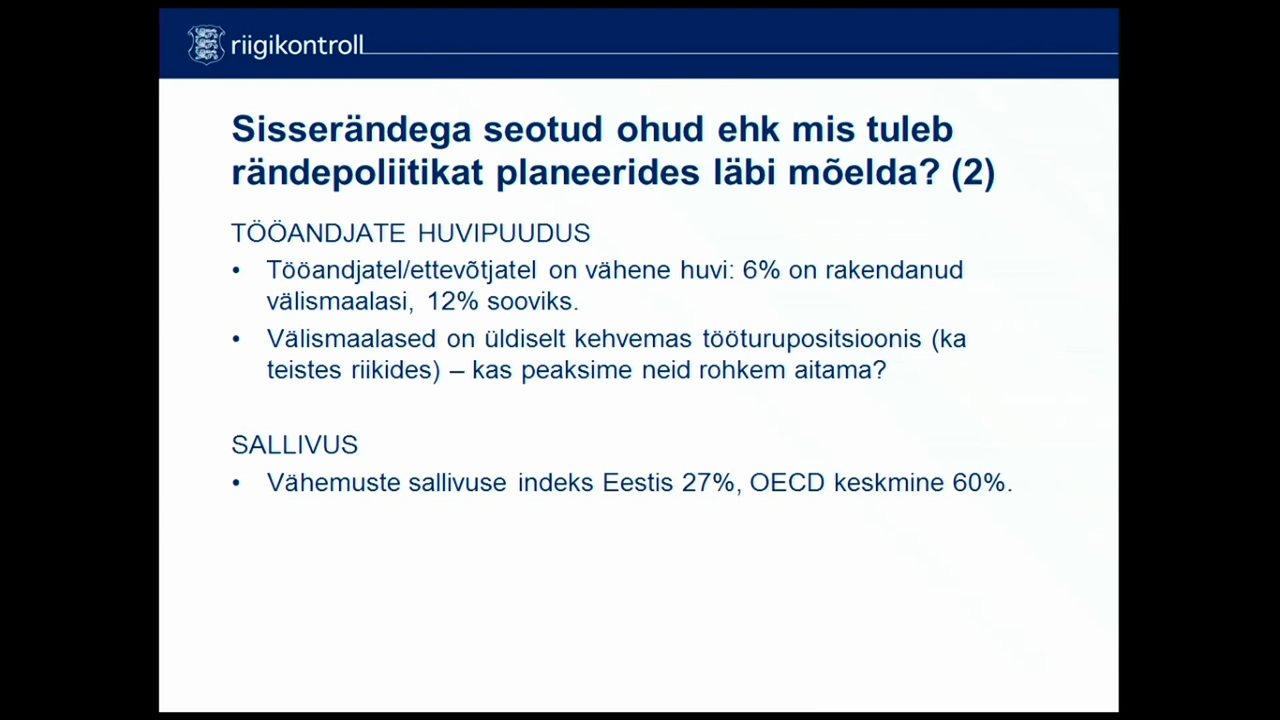 riigikontroll
Sisserändega seotud ohud ehk mis tuleb
rändepoliitikat planeerides läbi mõelda? (2)
TÖÖANDJATE HUVIPUUDUS
• Tööandjatel/ettevõtjatel on vähene huvi: 6% on rakendanud
välismaalasi, 12% sooviks.
• Välismaalased on üldiselt kehvemas tööturupositsioonis (ka
teistes riikides) – kas peaksime neid rohkem aitama?
SALLIVUS
• Vähemuste sallivuse indeks Eestis 27%, OECD keskmine 60%.